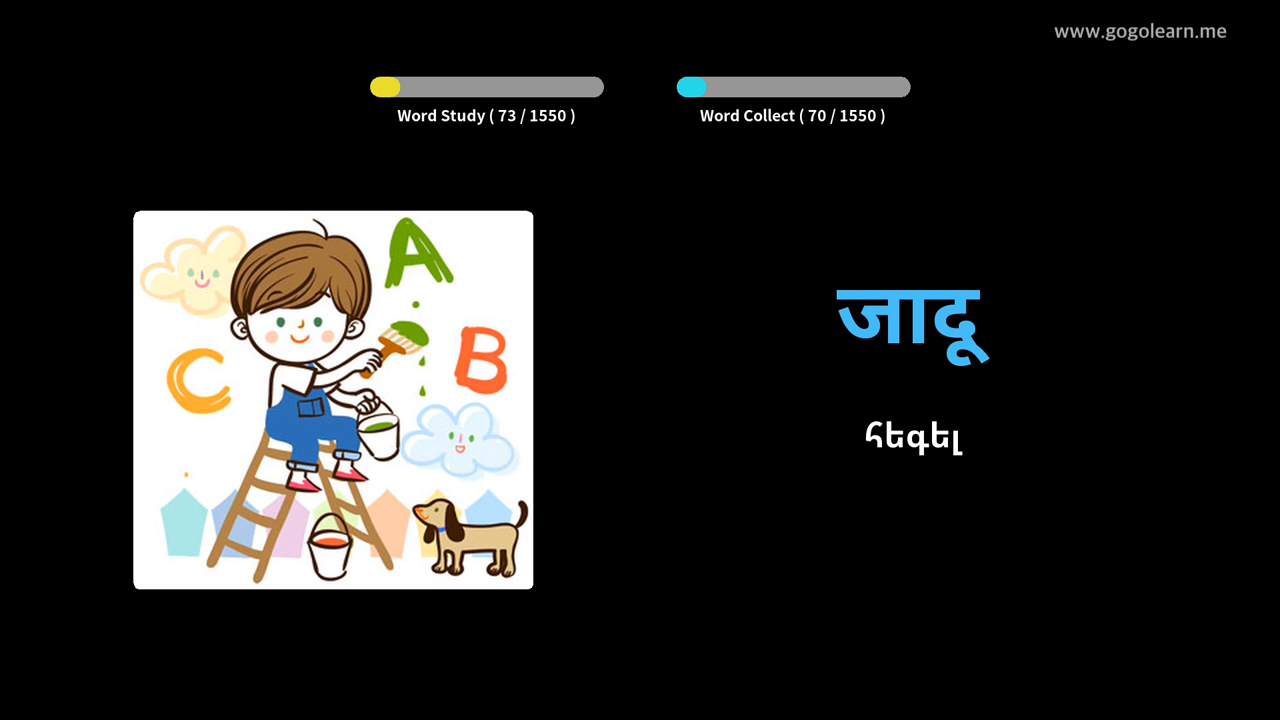 www.gogolearn.me
Word Study ( 73 / 1550 )
Word Collect ( 70 / 1550 )
A
B
C
जादू
հեգել